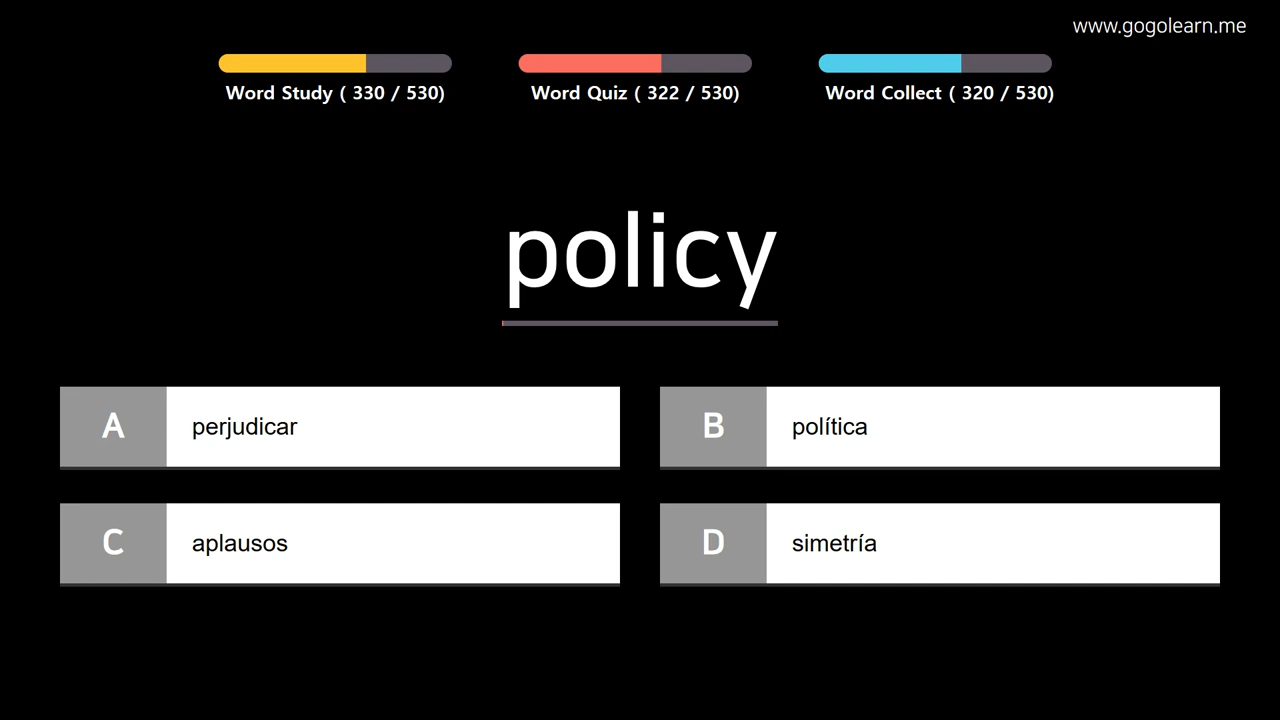 www.gogolearn.me
Word Study ( 330 / 530)
Word Quiz ( 322 / 530)
Word Collect ( 320 / 530)
policy
A perjudicar
B política
C aplausos
D simetría